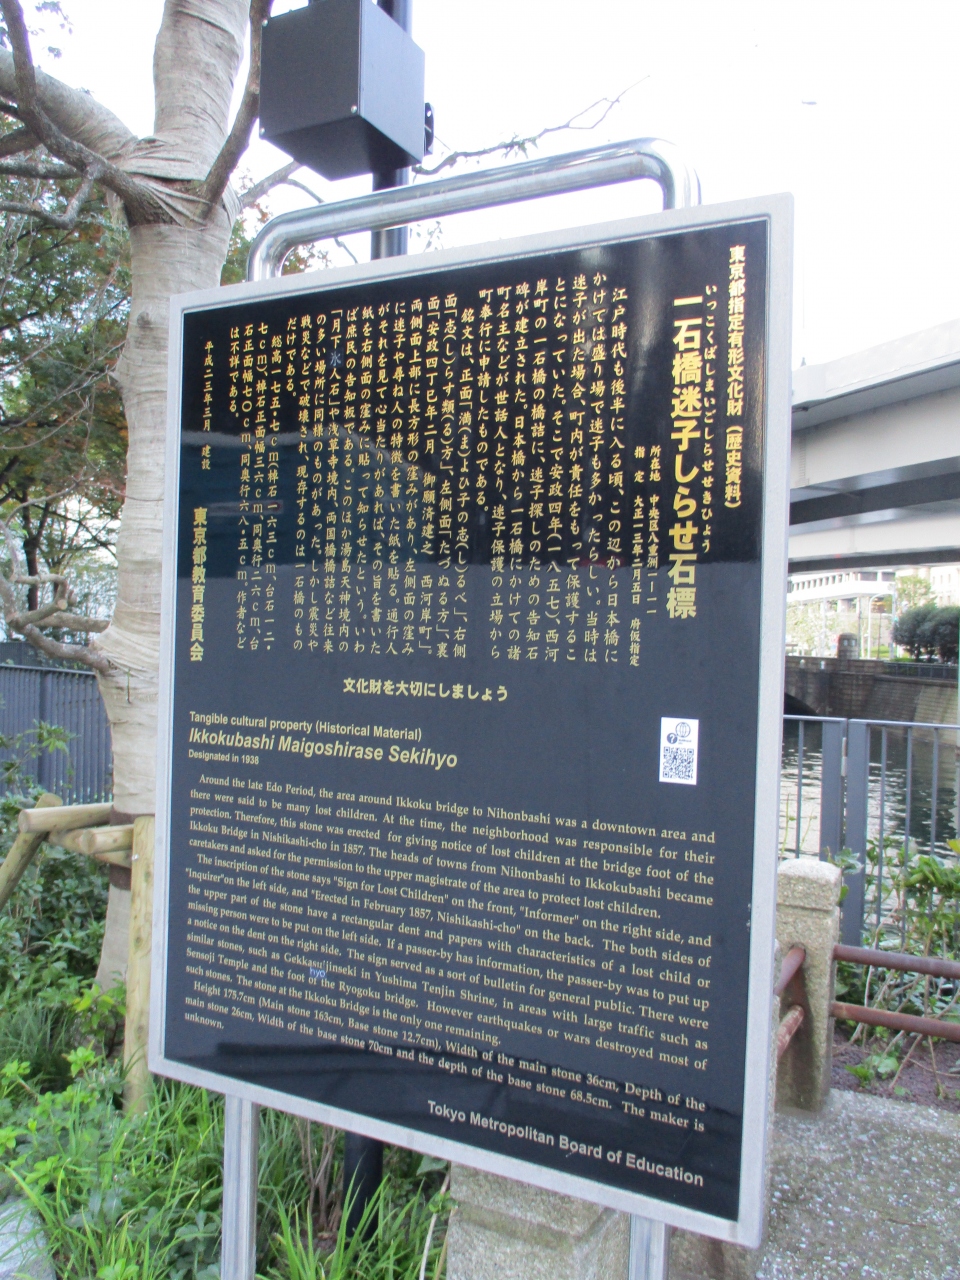 東京都指定有形文化財（歴史資料）
いっこくばしまいごしらせせきひょう
一石橋迷子しらせ石標
所在地　中央区八重洲一-一一
指　定　大正一三年二月五日　府仮指定
江戸時代も後半に入る頃、この辺から日本橋に
かけては盛り場で迷子も多かったらしい。当時は
迷子が出た場合、町内が責任をもって保護するこ
とになっていた。そこで安政四年（一八五七）、西河
岸町の一石橋の橋詰に、迷子探しのための告知石
碑が建立された。日本橋から一石橋にかけての諸
町名主などが世話人となり、迷子保護の立場から
町奉行に申請したものである。
銘文は、正面「満（ま）よひ子の志（し）るべ」、右側
面「志（し）らす類（る）方」、左側面「たづぬる方」、裏
面「安政四丁巳年二月　御願済建之　西河岸町」
両側面上部に長方形の窪みがあり、左側面の窪み
に迷子や尋ね人の特徴を書いた紙を貼る。通行人
がそれを見て心当たりがあれば、その旨を書いた
紙を右側面の窪みに貼って知らせたという。いわ
ば庶民の告知板である。このほか湯島天神境内の
「月下氷人石」や浅草寺境内、両国橋橋詰など往来
の多い場所に同様のものがあった。しかし震災や
戦災などで破壊され、現存するのは一石橋のもの
だけである。
総高一七五・七cm（棹石一六三cm、台石一二・
七cm）、棹石正面幅三六cm、同奥行二六cm、台
石正面幅七〇cm、同奥行六八・五cm、作者など
は不詳である。
平成二三年三月　建設
東京都教育委員会
文化財を大切にしましょう
Tangible cultural property (Historical Material)
Ikkokubashi Maigoshirase Sekihyo
Designated in 1938
Around the late Edo Period, the area around Ikkoku bridge to Nihonbashi was a downtown area and
there were said to be many lost children. At the time, the neighborhood was responsible for their
protection. Therefore, this stone was erected for giving notice of lost children at the bridge foot of the
Ikkoku Bridge in Nishikashi-cho in 1857. The heads of towns from Nihonbashi to Ikkokubashi became
caretakers and asked for the permission to the upper magistrate of the area to protect lost children.
The inscription of the stone says "Sign for Lost Children" on the front, "Informer" on the right side, and
"Inquirer" on the left side, and "Erected in February 1857, Nishikashi-cho" on the back. The both sides of
the upper part of the stone have a rectangular dent and papers with characteristics of a lost child or
missing person were to be put on the left side. If a passer-by has information, the passer-by was to put up
a notice on the dent on the right side. The sign served as a sort of bulletin for general public. There were
similar stones, such as Gekkahyojinseki in Yushima Tenjin Shrine, in areas with large traffic such as
Sensoji Temple and the foot of the Ryogoku bridge. However earthquakes or wars destroyed most of
such stones. The stone at the Ikkoku Bridge is the only one remaining.
Height 175.7cm (Main stone 163cm, Base stone 12.7cm), Width of the main stone 36cm, Depth of the
main stone 26cm, Width of the base stone 70cm and the depth of the base stone 68.5cm. The maker is
unknown.
Tokyo Metropolitan Board of Education